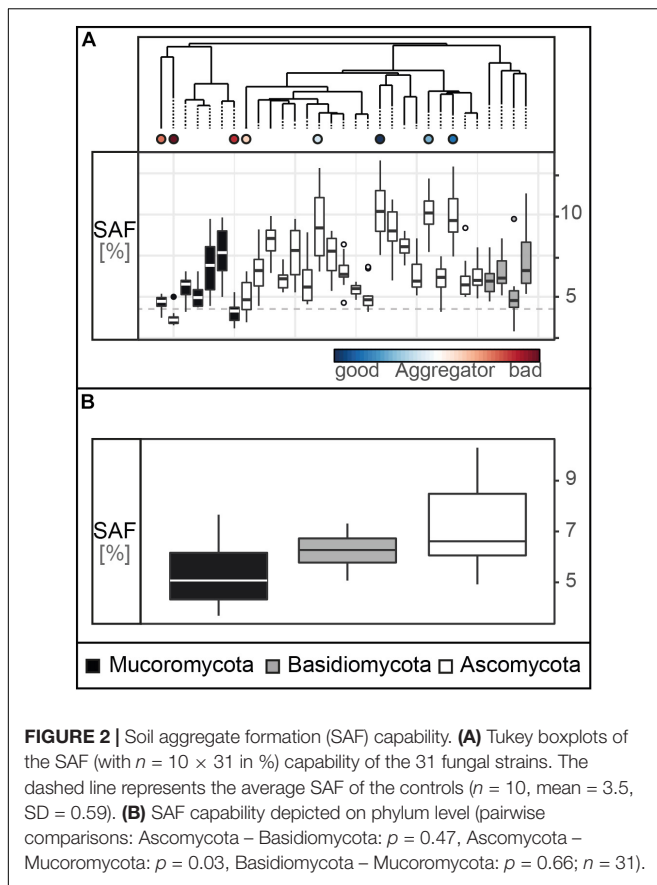 A
SAF
[%]
10
5
good Aggregator bad
B
SAF
[%]
9
7
5
Mucoromycota Basidiomycota Ascomycota
FIGURE 2 | Soil aggregate formation (SAF) capability. (A) Tukey boxplots of
the SAF (with n = 10 × 31 in %) capability of the 31 fungal strains. The
dashed line represents the average SAF of the controls (n = 10, mean = 3.5,
SD = 0.59). (B) SAF capability depicted on phylum level (pairwise
comparisons: Ascomycota – Basidiomycota: p = 0.47, Ascomycota –
Mucoromycota: p = 0.03, Basidiomycota – Mucoromycota: p = 0.66; n = 31).